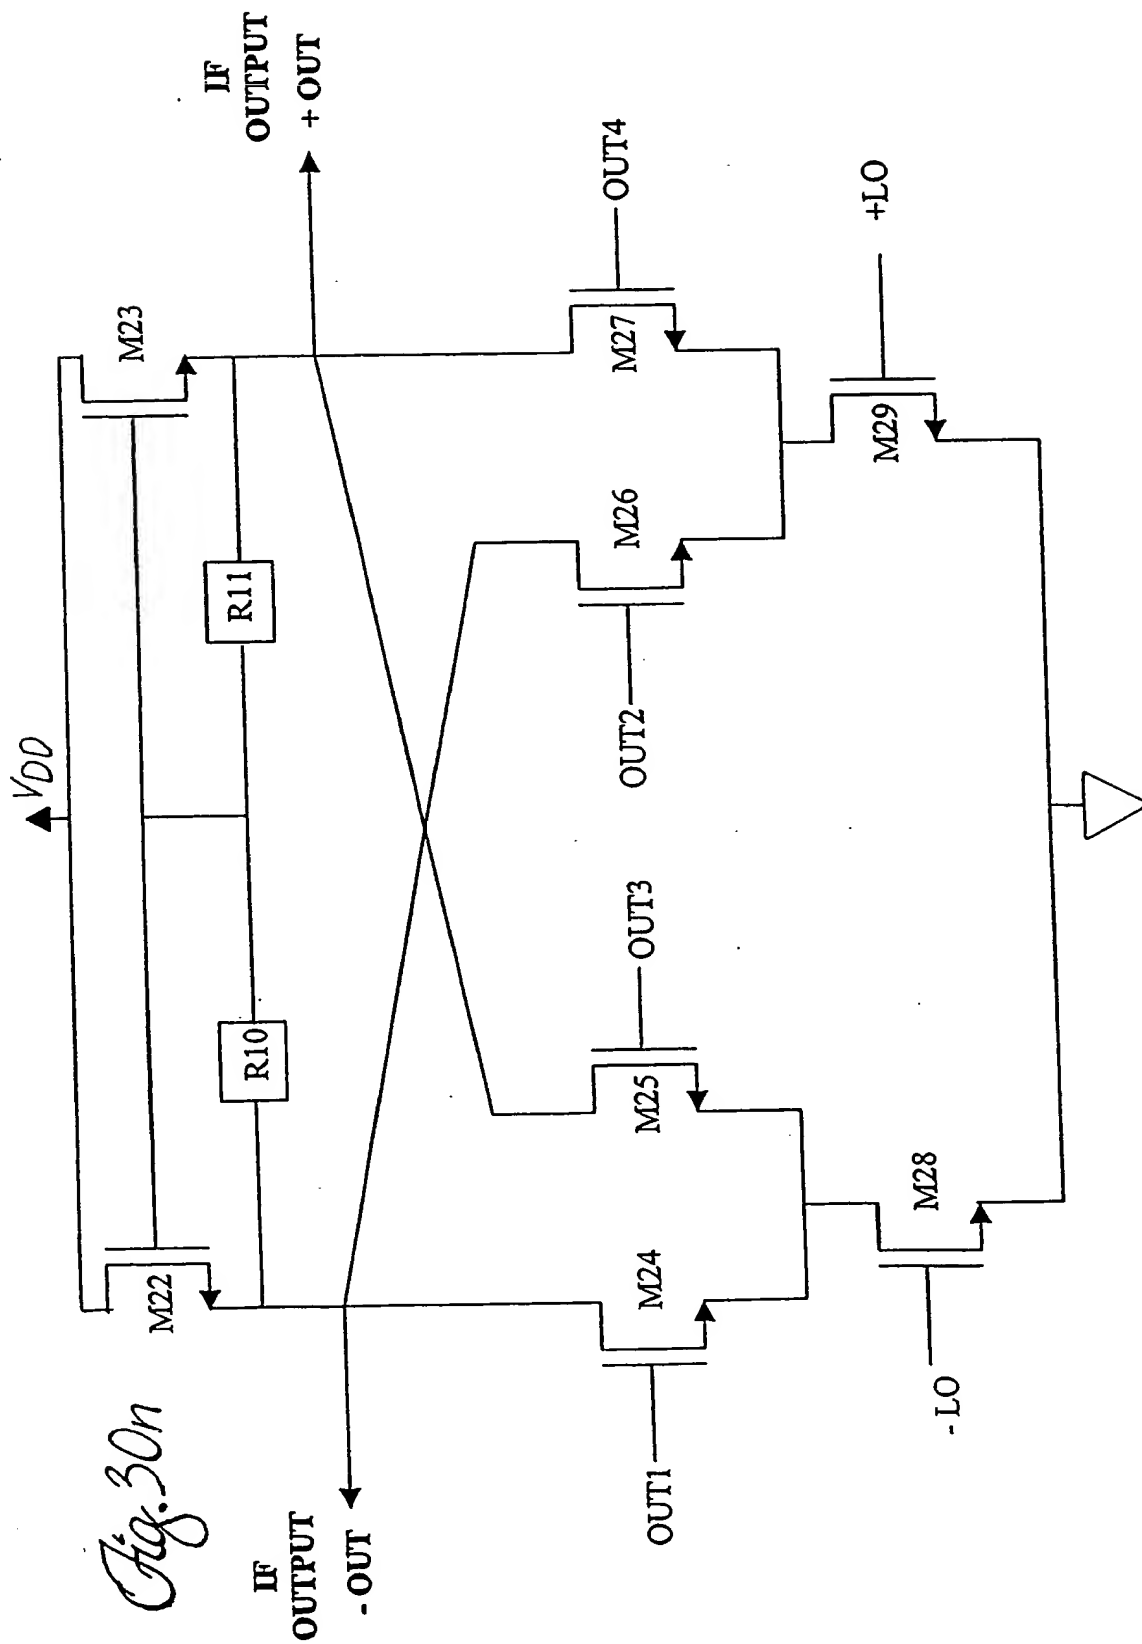 Fig. 30n
VDD
IF
OUTPUT
- OUT
IF
OUTPUT
+ OUT
M22
M23
R10
R11
M24
M25
M26
M27
OUT1
OUT3
OUT2
OUT4
M28
M29
- LO
+LO